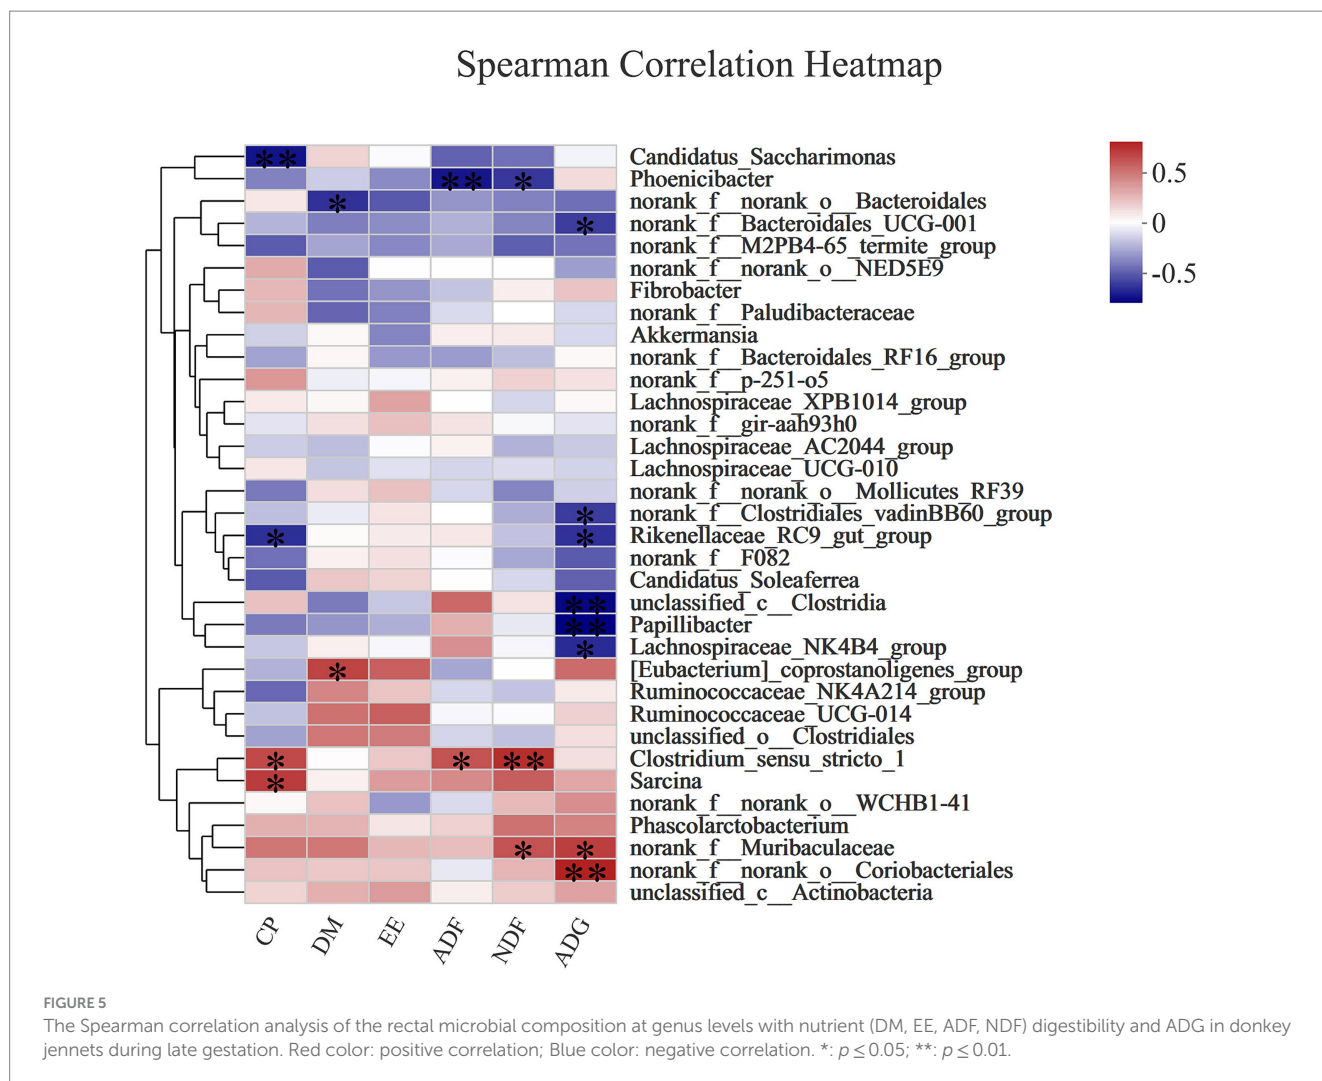 Spearman Correlation Heatmap
** Candidatus_Saccharimonas
** * Phoenicibacter
* norank_f__norank_o__Bacteroidales
* norank_f__Bacteroidales_UCG-001
norank_f__M2PB4-65_termite_group
norank_f__norank_o__NED5E9
Fibrobacter
norank_f__Paludibacteraceae
Akkermansia
norank_f__Bacteroidales_RF16_group
norank_f__p-251-o5
Lachnospiraceae_XPB1014_group
norank_f__gir-aah93h0
Lachnospiraceae_AC2044_group
Lachnospiraceae_UCG-010
norank_f__norank_o__Mollicutes_RF39
* norank_f__Clostridiales_vadinBB60_group
* * Rikenellaceae_RC9_gut_group
norank_f__F082
Candidatus_Soleaferrea
** unclassified_c__Clostridia
** Papillibacter
* Lachnospiraceae_NK4B4_group
* [Eubacterium]_coprostanoligenes_group
Ruminococcaceae_NK4A214_group
Ruminococcaceae_UCG-014
unclassified_o__Clostridiales
* * ** Clostridium_sensu_stricto_1
* Sarcina
norank_f__norank_o__WCHB1-41
Phascolarctobacterium
* * norank_f__Muribaculaceae
** norank_f__norank_o__Coriobacteriales
unclassified_c__Actinobacteria
CP DM EE ADF NDF ADG
0.5
0
-0.5
FIGURE 5
The Spearman correlation analysis of the rectal microbial composition at genus levels with nutrient (DM, EE, ADF, NDF) digestibility and ADG in donkey
jennets during late gestation. Red color: positive correlation; Blue color: negative correlation. *: p ≤ 0.05; **: p ≤ 0.01.